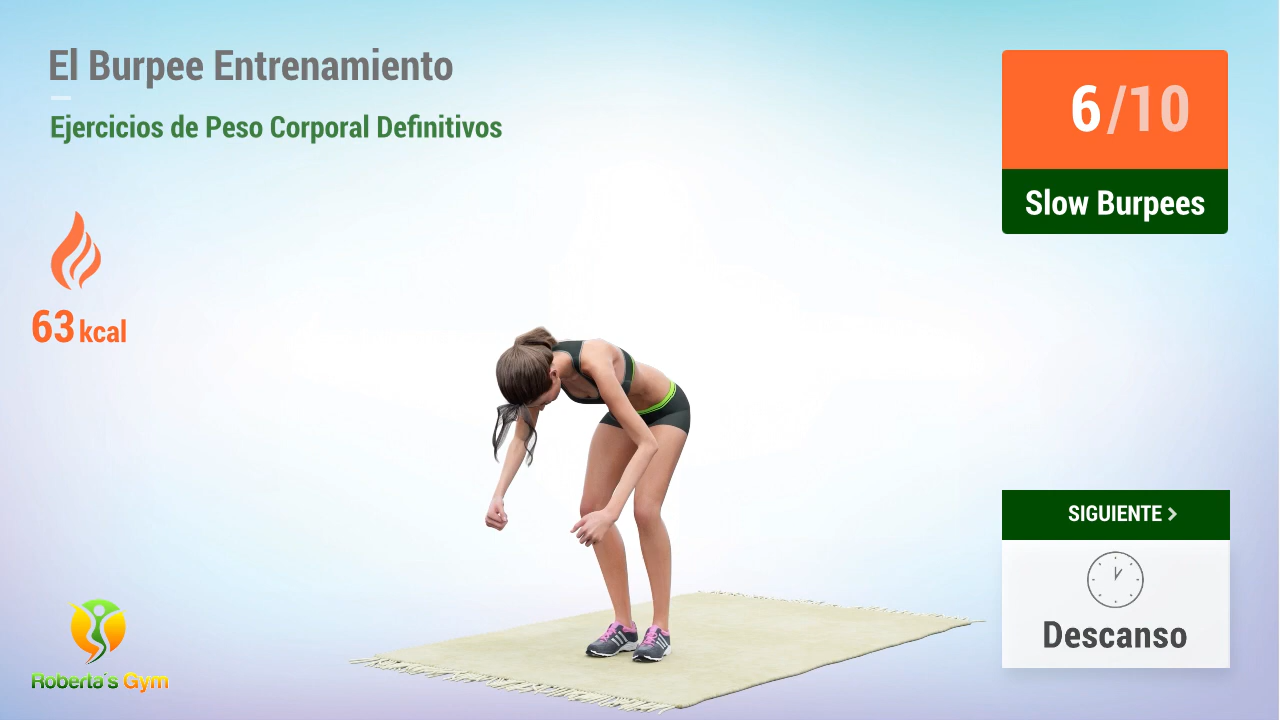 El Burpee Entrenamiento
Ejercicios de Peso Corporal Definitivos
6/10
Slow Burpees
63 kcal
SIGUIENTE >
Descanso
Roberta's Gym